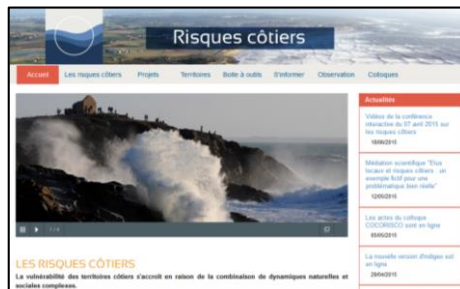 Risques côtiers
Accueil Les risques côtiers Projets Territoires Boîte à outils S'informer Observation Colloques
Actualités
Vidéos de la conférence
interactive du 07 avril 2015 sur
les risques côtiers
18/06/2015
Médiation scientifique "Elus
locaux et risques côtiers : un
exemple fictif pour une
problématique bien réelle"
12/05/2015
Les actes du colloque
COCORISCO sont en ligne
05/05/2015
La nouvelle version d'indigeo est
en ligne
29/04/2015
1 / 4
LES RISQUES CÔTIERS
La vulnérabilité des territoires côtiers s'accroît en raison de la combinaison de dynamiques naturelles et
sociales complexes.